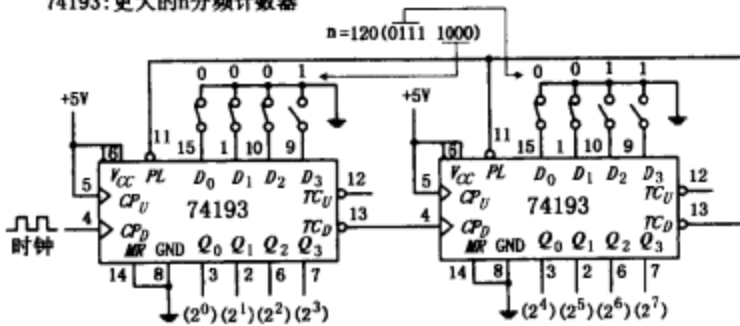 74193:更大的n分频计数器
n=120(0111 1000)
0 0 0 1
0 0 1 1
+5V
+5V
11
11
15 1 10 9
15 1 10 9
16
16
V_CC PL D_0 D_1 D_2 D_3
V_CC PL D_0 D_1 D_2 D_3
5 CP_U
TC_U 12
5 CP_U
TC_U 12
74193
74193
时钟
4 CP_D
TC_D 13
4 CP_D
TC_D 13
MR GND Q_0 Q_1 Q_2 Q_3
MR GND Q_0 Q_1 Q_2 Q_3
14 8 3 2 6 7
14 8 3 2 6 7
(2^0) (2^1) (2^2) (2^3)
(2^4) (2^5) (2^6) (2^7)